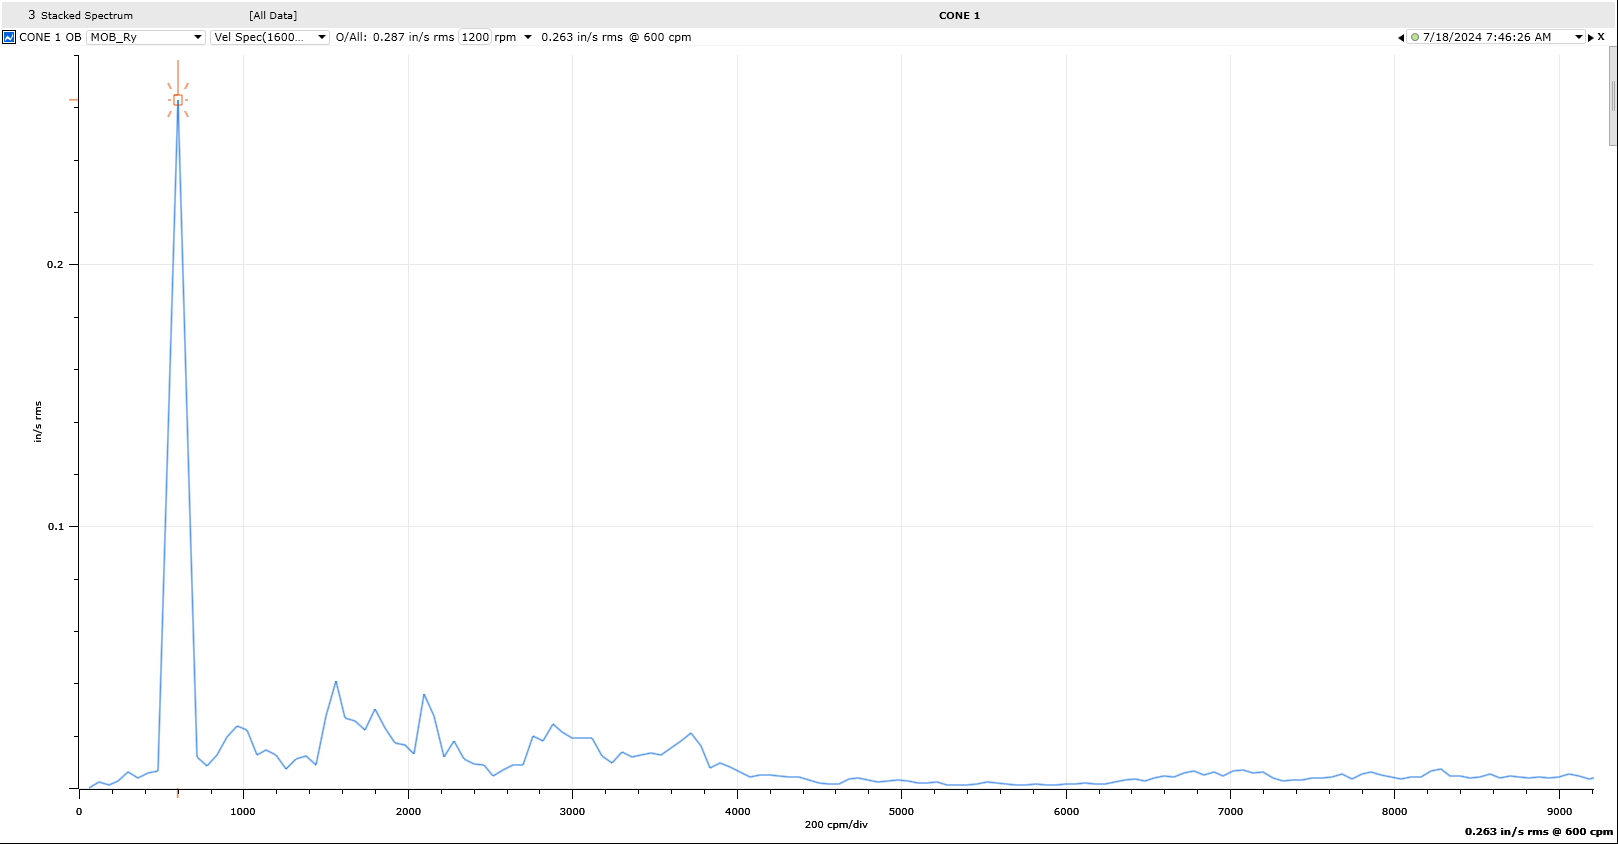 3 Stacked Spectrum [All Data] CONE 1
CONE 1 OB MOB_Ry Vel Spec(1600... O/All: 0.287 in/s rms 1200 rpm 0.263 in/s rms @ 600 cpm 7/18/2024 7:46:26 AM X
0.2
in/s rms
0.1
0 1000 2000 3000 4000 5000 6000 7000 8000 9000
200 cpm/div
0.263 in/s rms @ 600 cpm